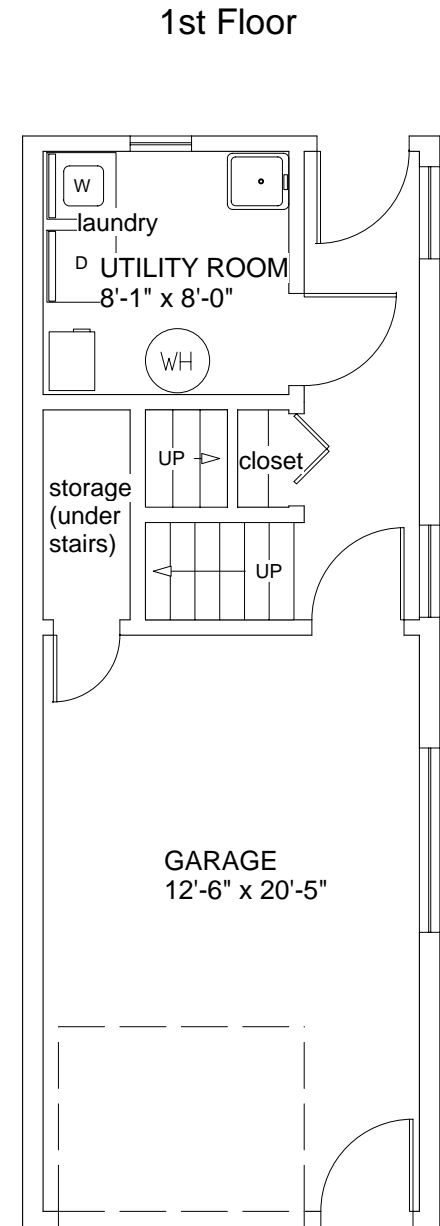 1st Floor
W
laundry
D
UTILITY ROOM
8'-1" x 8'-0"
WH
UP
closet
storage
(under
stairs)
UP
GARAGE
12'-6" x 20'-5"